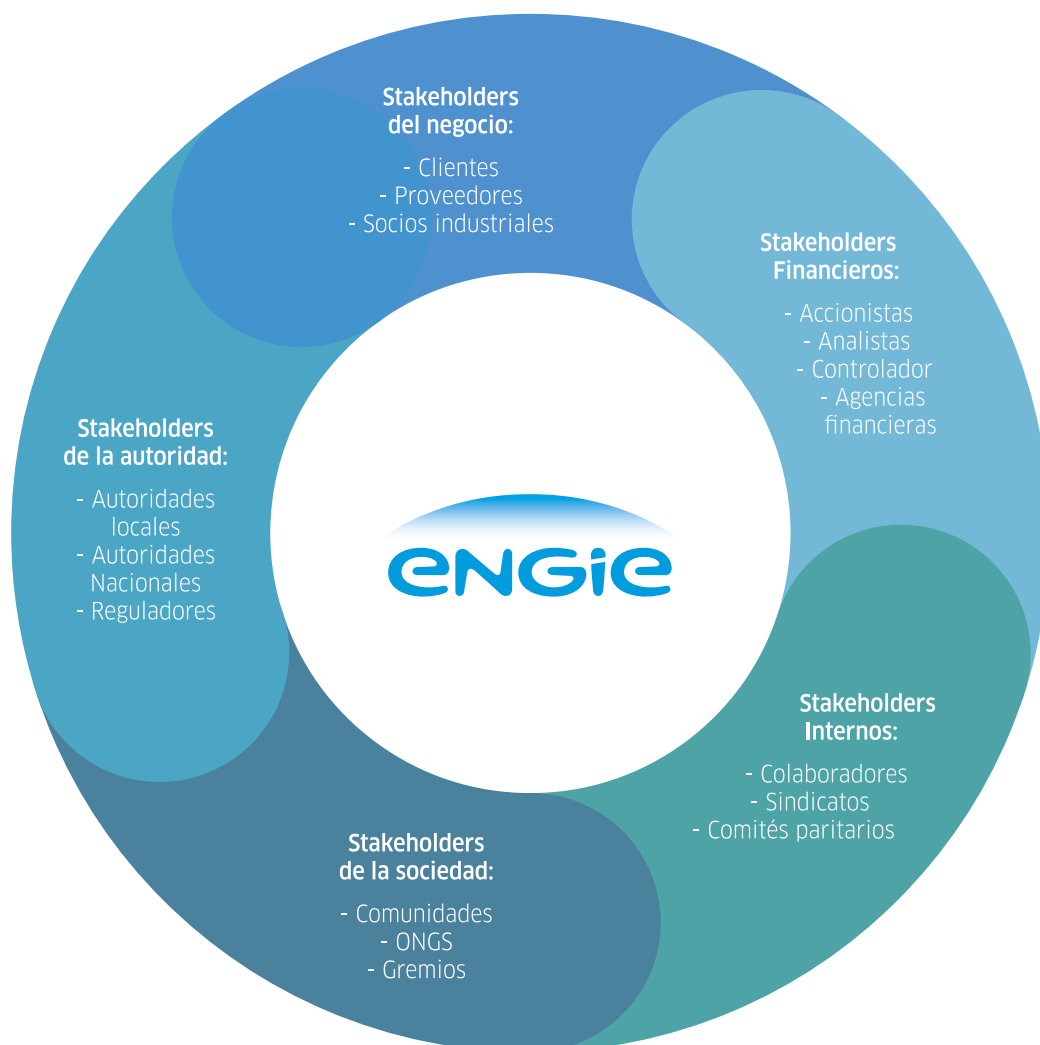 Stakeholders
del negocio:
- Clientes
- Proveedores
- Socios industriales
Stakeholders
Financieros:
- Accionistas
- Analistas
- Controlador
- Agencias
financieras
Stakeholders
de la autoridad:
- Autoridades
locales
- Autoridades
Nacionales
- Reguladores
eNGie
Stakeholders
Internos:
- Colaboradores
- Sindicatos
- Comités paritarios
Stakeholders
de la sociedad:
- Comunidades
- ONGS
- Gremios